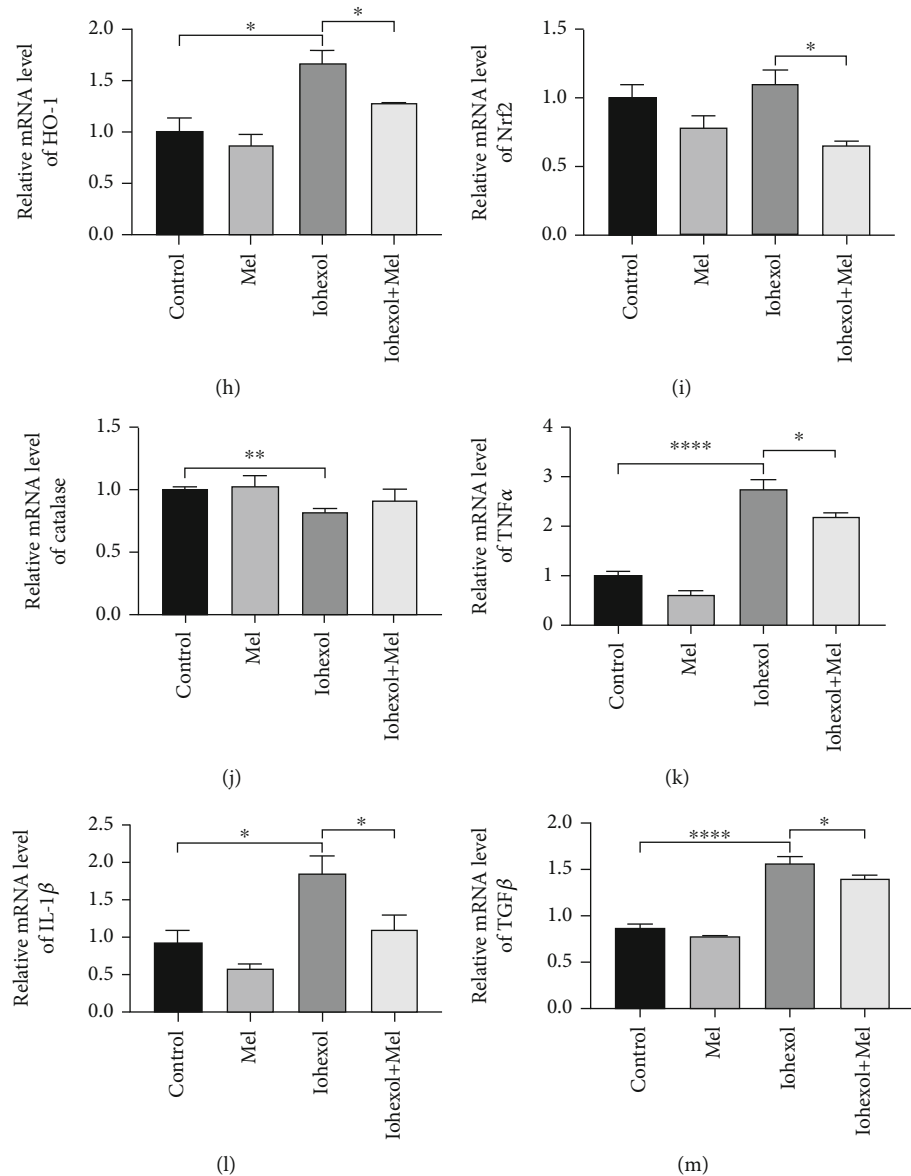 Relative mRNA level
of HO-1
2.0
1.5
1.0
0.5
0.0
*
*
Control
Mel
Iohexol
Iohexol+Mel
(h)
Relative mRNA level
of Nrf2
1.5
1.0
0.5
0.0
*
Control
Mel
Iohexol
Iohexol+Mel
(i)
Relative mRNA level
of catalase
1.5
1.0
0.5
0.0
**
Control
Mel
Iohexol
Iohexol+Mel
(j)
Relative mRNA level
of TNFα
4
3
2
1
0
****
*
Control
Mel
Iohexol
Iohexol+Mel
(k)
Relative mRNA level
of IL-1β
2.5
2.0
1.5
1.0
0.5
0.0
*
*
Control
Mel
Iohexol
Iohexol+Mel
(l)
Relative mRNA level
of TGFβ
2.0
1.5
1.0
0.5
0.0
****
*
Control
Mel
Iohexol
Iohexol+Mel
(m)